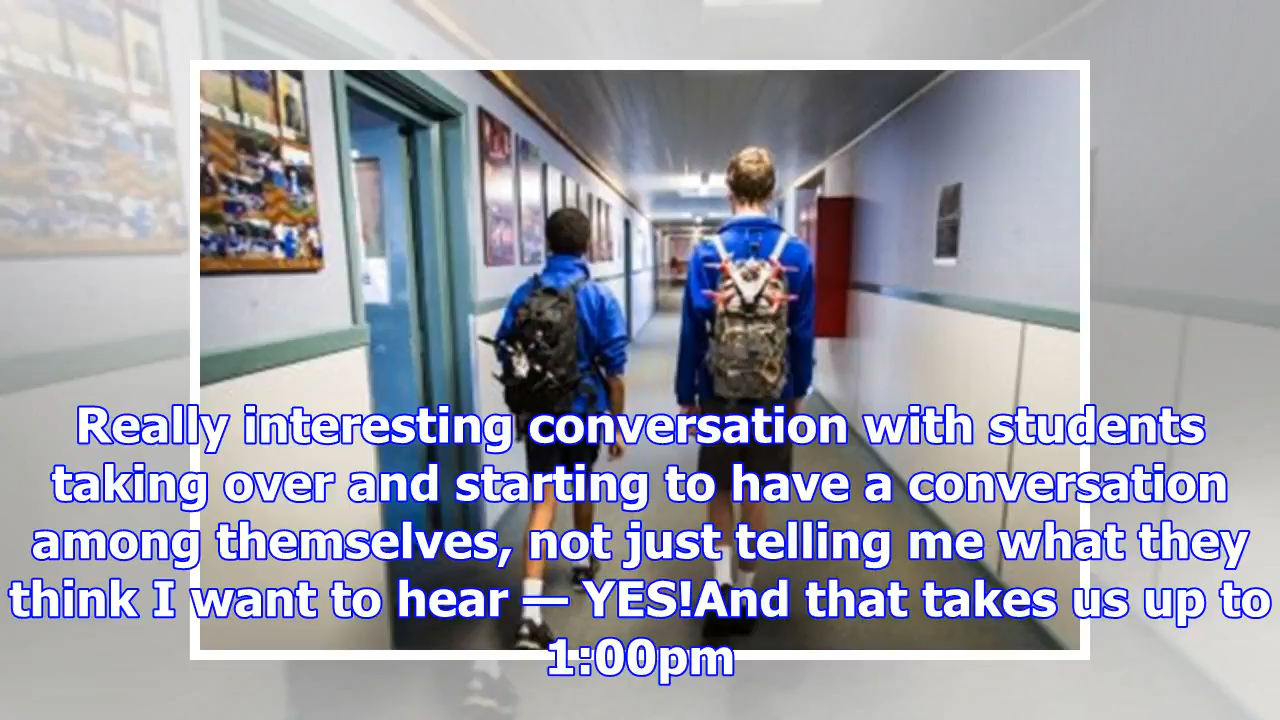 Really interesting conversation with students
taking over and starting to have a conversation
among themselves, not just telling me what they
think I want to hear — YES!And that takes us up to
1:00pm